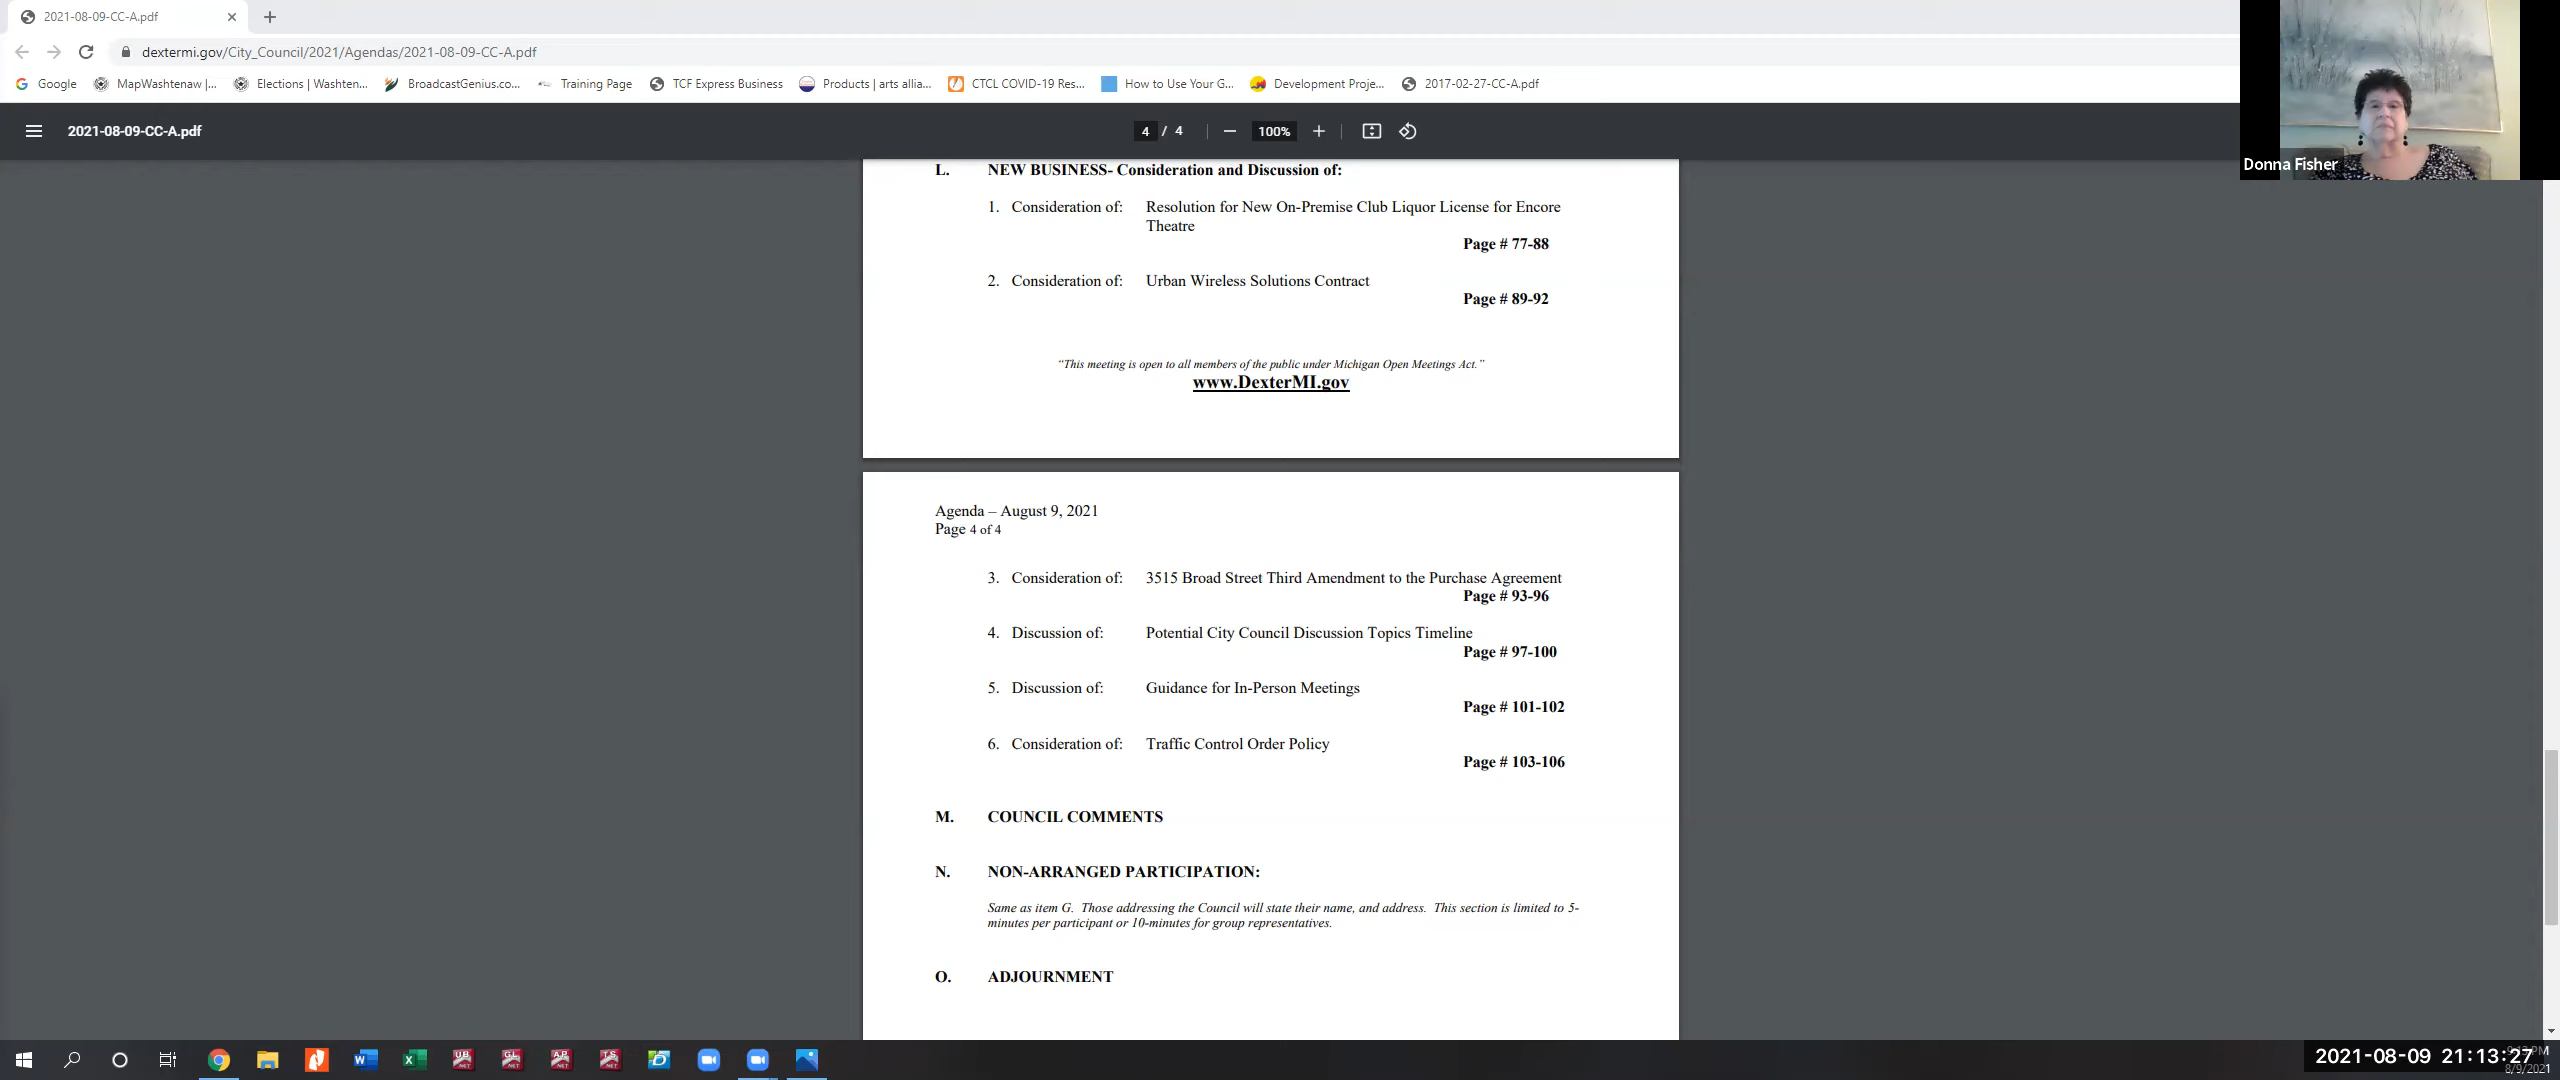 2021-08-09-CC-A.pdf
dextermi.gov/City_Council/2021/Agendas/2021-08-09-CC-A.pdf
Google MapWashtenaw |... Elections | Washten... BroadcastGenius.co... Training Page TCF Express Business Products | arts allia... CTCL COVID-19 Res... How to Use Your G... Development Proje... 2017-02-27-CC-A.pdf
2021-08-09-CC-A.pdf 4 / 4 100%
Donna Fisher
L. NEW BUSINESS- Consideration and Discussion of:
1. Consideration of: Resolution for New On-Premise Club Liquor License for Encore
Theatre
Page # 77-88
2. Consideration of: Urban Wireless Solutions Contract
Page # 89-92
“This meeting is open to all members of the public under Michigan Open Meetings Act.”
www.DexterMI.gov
Agenda – August 9, 2021
Page 4 of 4
3. Consideration of: 3515 Broad Street Third Amendment to the Purchase Agreement
Page # 93-96
4. Discussion of: Potential City Council Discussion Topics Timeline
Page # 97-100
5. Discussion of: Guidance for In-Person Meetings
Page # 101-102
6. Consideration of: Traffic Control Order Policy
Page # 103-106
M. COUNCIL COMMENTS
N. NON-ARRANGED PARTICIPATION:
Same as item G. Those addressing the Council will state their name, and address. This section is limited to 5-
minutes per participant or 10-minutes for group representatives.
O. ADJOURNMENT
2021-08-09 21:13:27
8/9/2021